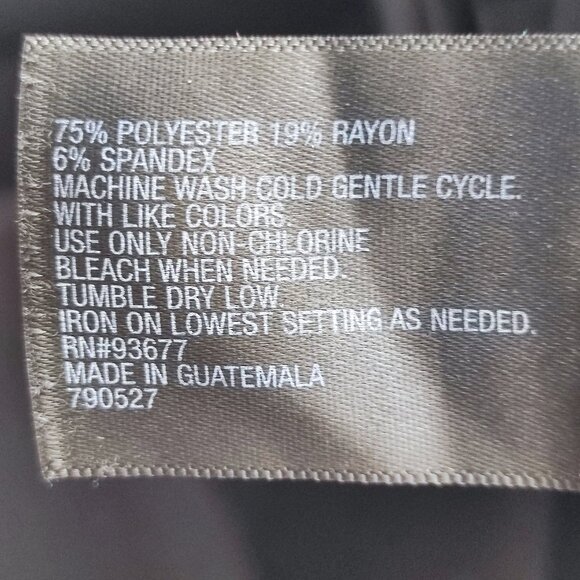 75% POLYESTER 19% RAYON
6% SPANDEX
MACHINE WASH COLD GENTLE CYCLE.
WITH LIKE COLORS.
USE ONLY NON-CHLORINE
BLEACH WHEN NEEDED.
TUMBLE DRY LOW.
IRON ON LOWEST SETTING AS NEEDED.
RN#93677
MADE IN GUATEMALA
790527